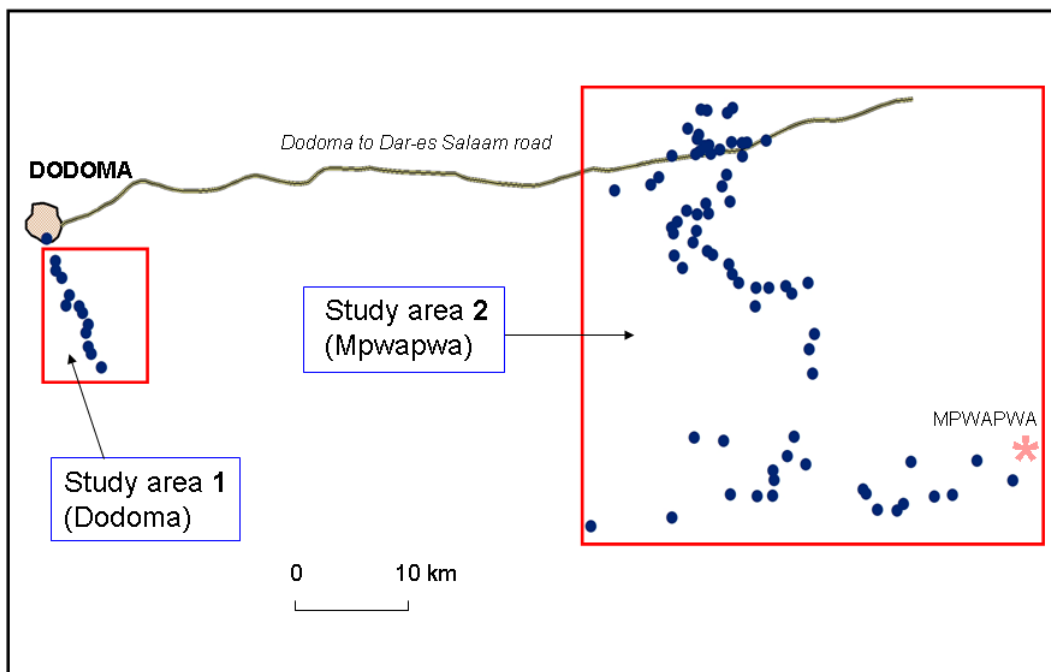 Dodoma to Dar-es Salaam road
DODOMA
Study area 2
(Mpwapwa)
MPWAPWA
Study area 1
(Dodoma)
0 10 km